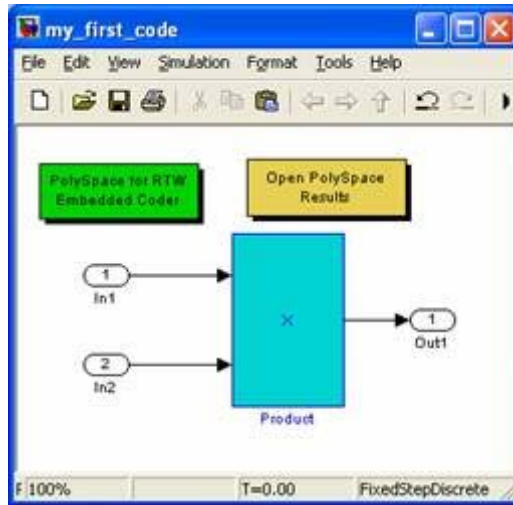 my_first_code
File Edit View Simulation Format Tools Help
PolySpace for RTW
Embedded Coder
Open PolySpace
Results
1
In1
2
In2
×
Product
1
Out1
F 100% T=0.00 FixedStepDiscrete